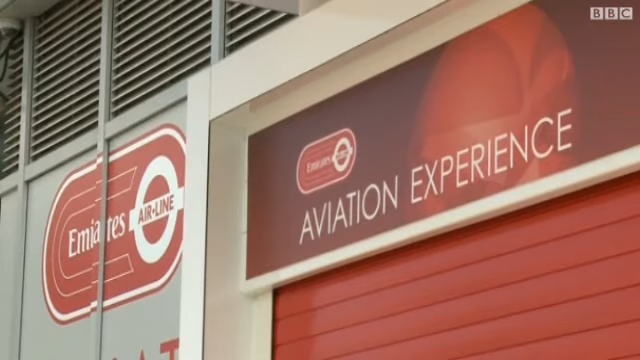 BBC
Emirates
AIR-LINE
Emirates
AVIATION EXPERIENCE